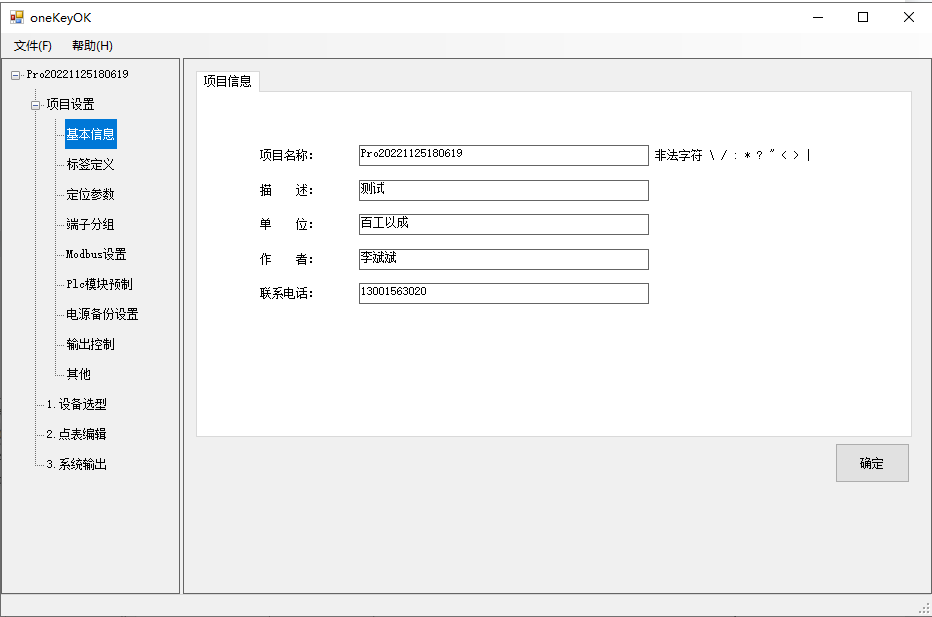 oneKeyOK
文件(F) 帮助(H)
Pro20221125180619
项目设置
基本信息
标签定义
定位参数
端子分组
Modbus设置
Plc模块预制
电源备份设置
输出控制
其他
1.设备选型
2.点表编辑
3.系统输出
项目信息
项目名称: Pro20221125180619 非法字符 \ / : * ? " < > |
描 述: 测试
单 位: 百工以成
作 者: 李斌斌
联系电话: 13001563020
确定